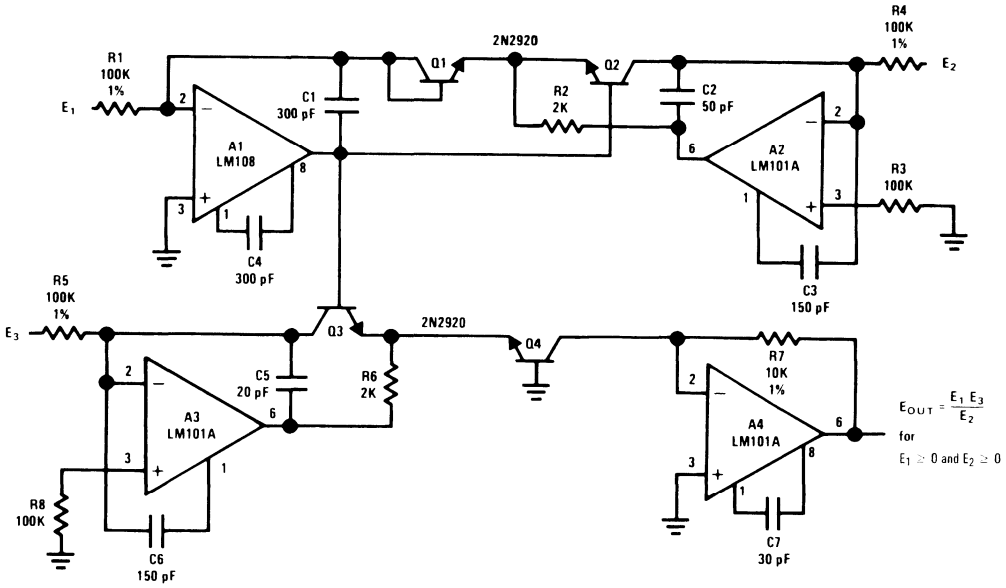 R1
100K
1%
E1
2
−
+
3
A1
LM108
1
8
C4
300 pF
C1
300 pF
Q1
2N2920
Q2
R2
2K
C2
50 pF
R4
100K
1%
E2
6
A2
LM101A
−
2
+
3
1
R3
100K
C3
150 pF
R5
100K
1%
E3
2
−
3
+
A3
LM101A
6
1
R8
100K
C6
150 pF
C5
20 pF
Q3
2N2920
R6
2K
Q4
2
−
3
+
A4
LM101A
6
8
1
C7
30 pF
R7
10K
1%
EOUT = E1 E3
E2
for
E1 ≥ 0 and E2 ≥ 0